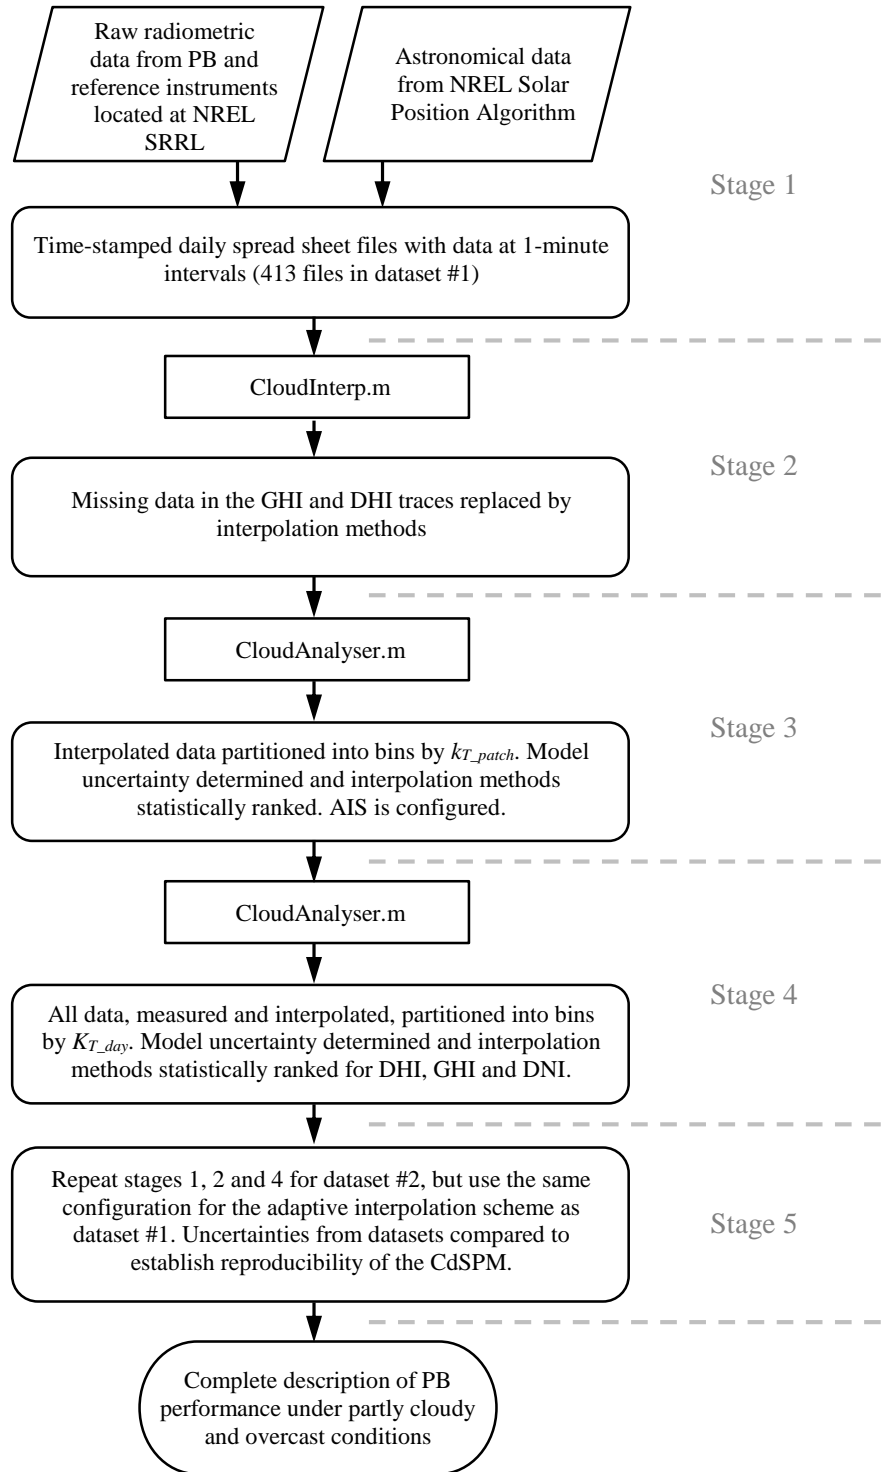 Raw radiometric
data from PB and
reference instruments
located at NREL
SRRL
Astronomical data
from NREL Solar
Position Algorithm
Stage 1
Time-stamped daily spread sheet files with data at 1-minute
intervals (413 files in dataset #1)
CloudInterp.m
Stage 2
Missing data in the GHI and DHI traces replaced by
interpolation methods
CloudAnalyser.m
Stage 3
Interpolated data partitioned into bins by kT_patch. Model
uncertainty determined and interpolation methods
statistically ranked. AIS is configured.
CloudAnalyser.m
Stage 4
All data, measured and interpolated, partitioned into bins
by KT_day. Model uncertainty determined and interpolation
methods statistically ranked for DHI, GHI and DNI.
Repeat stages 1, 2 and 4 for dataset #2, but use the same
configuration for the adaptive interpolation scheme as
dataset #1. Uncertainties from datasets compared to
establish reproducibility of the CdSPM.
Stage 5
Complete description of PB
performance under partly cloudy
and overcast conditions